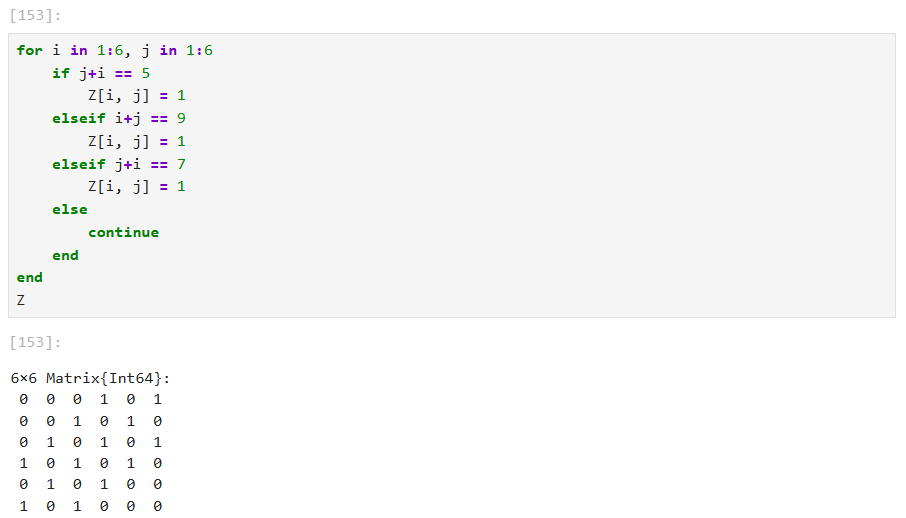 [153]:
for i in 1:6, j in 1:6
    if j+i == 5
        Z[i, j] = 1
    elseif i+j == 9
        Z[i, j] = 1
    elseif j+i == 7
        Z[i, j] = 1
    else
        continue
    end
end
Z
[153]:
6×6 Matrix{Int64}:
 0  0  0  1  0  1
 0  0  1  0  1  0
 0  1  0  1  0  1
 1  0  1  0  1  0
 0  1  0  1  0  0
 1  0  1  0  0  0